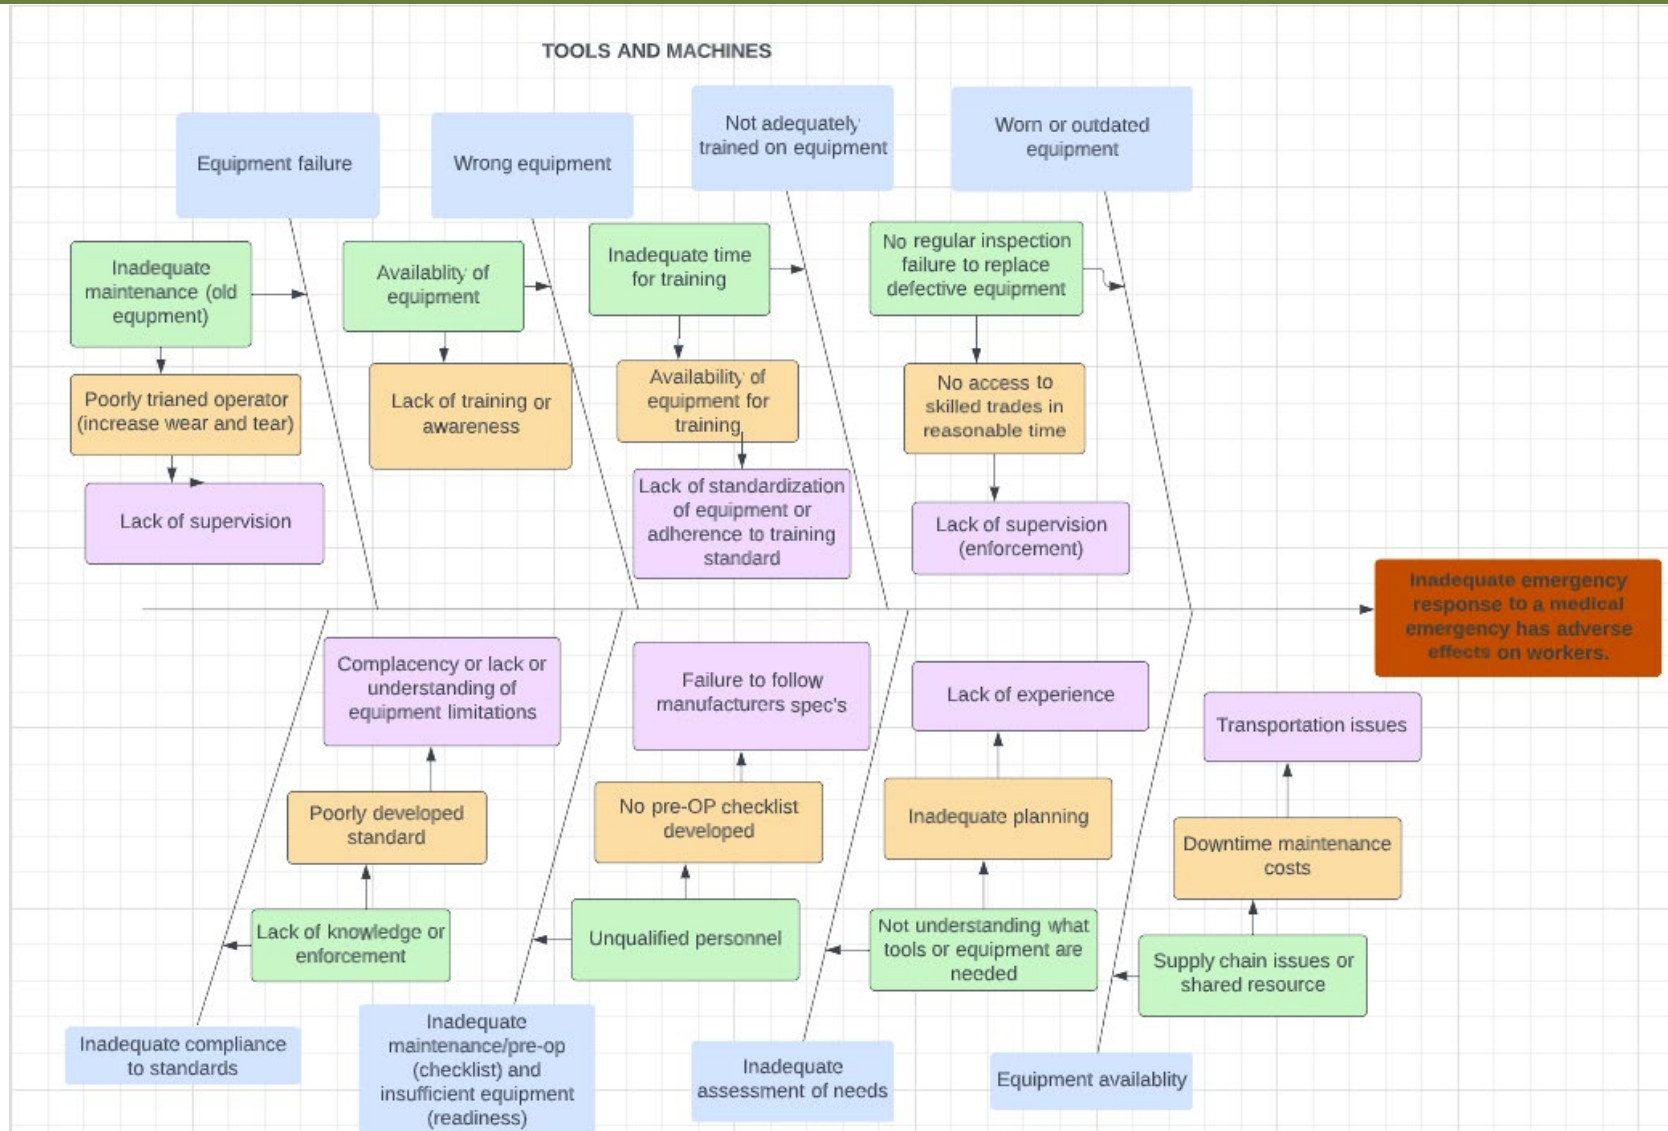 TOOLS AND MACHINES
Equipment failure
Wrong equipment
Not adequately
trained on equipment
Worn or outdated
equipment
Inadequate
maintenance (old
equpment)
Availablity of
equipment
Inadequate time
for training
No regular inspection
failure to replace
defective equipment
Poorly trianed operator
(increase wear and tear)
Lack of training or
awareness
Availability of
equipment for
training
No access to
skilled trades in
reasonable time
Lack of supervision
Lack of standardization
of equipment or
adherence to training
standard
Lack of supervision
(enforcement)
Inadequate emergency
response to a medical
emergency has adverse
effects on workers.
Complacency or lack or
understanding of
equipment limitations
Failure to follow
manufacturers spec's
Lack of experience
Transportation issues
Poorly developed
standard
No pre-OP checklist
developed
Inadequate planning
Downtime maintenance
costs
Lack of knowledge or
enforcement
Unqualified personnel
Not understanding what
tools or equipment are
needed
Supply chain issues or
shared resource
Inadequate compliance
to standards
Inadequate
maintenance/pre-op
(checklist) and
insufficient equipment
(readiness)
Inadequate
assessment of needs
Equipment availablity